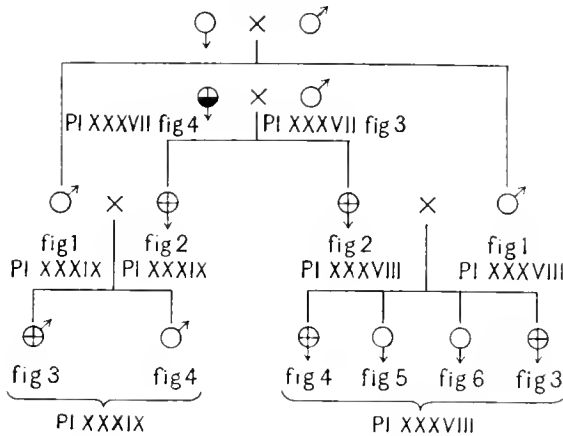 Pl XXXVII fig 4 Pl XXXVII fig 3
fig 1 fig 2 fig 2 fig 1
Pl XXXIX Pl XXXIX Pl XXXVIII Pl XXXVIII
fig 3 fig 4 fig 4 fig 5 fig 6 fig 3
Pl XXXIX Pl XXXVIII